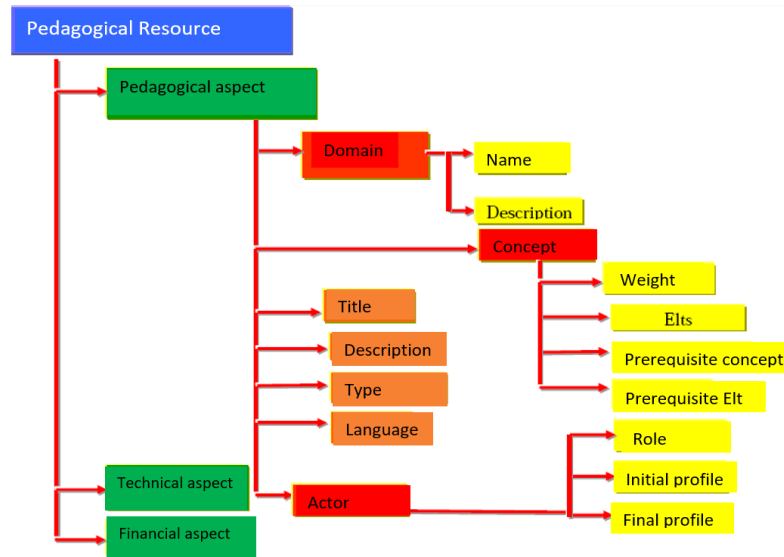 Pedagogical Resource
Pedagogical aspect
Domain
Name
Description
Concept
Weight
Elts
Prerequisite concept
Prerequisite Elt
Title
Description
Type
Language
Actor
Role
Initial profile
Final profile
Technical aspect
Financial aspect